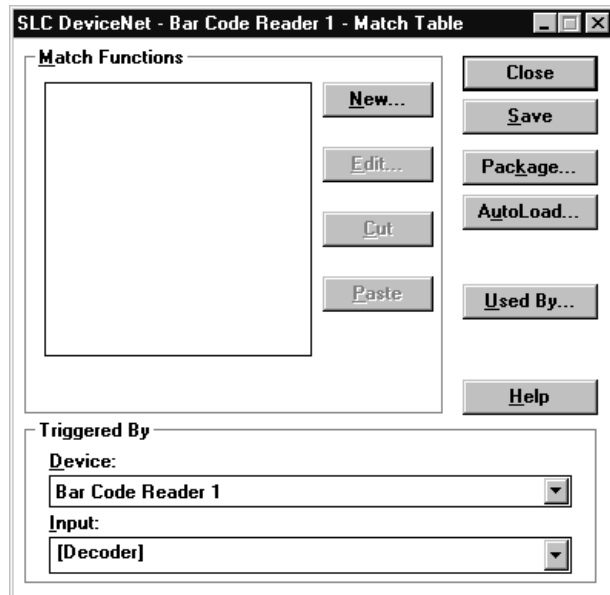 SLC DeviceNet - Bar Code Reader 1 - Match Table
Match Functions
New...
Edit...
Cut
Paste
Close
Save
Package...
AutoLoad...
Used By...
Help
Triggered By
Device:
Bar Code Reader 1
Input:
[Decoder]